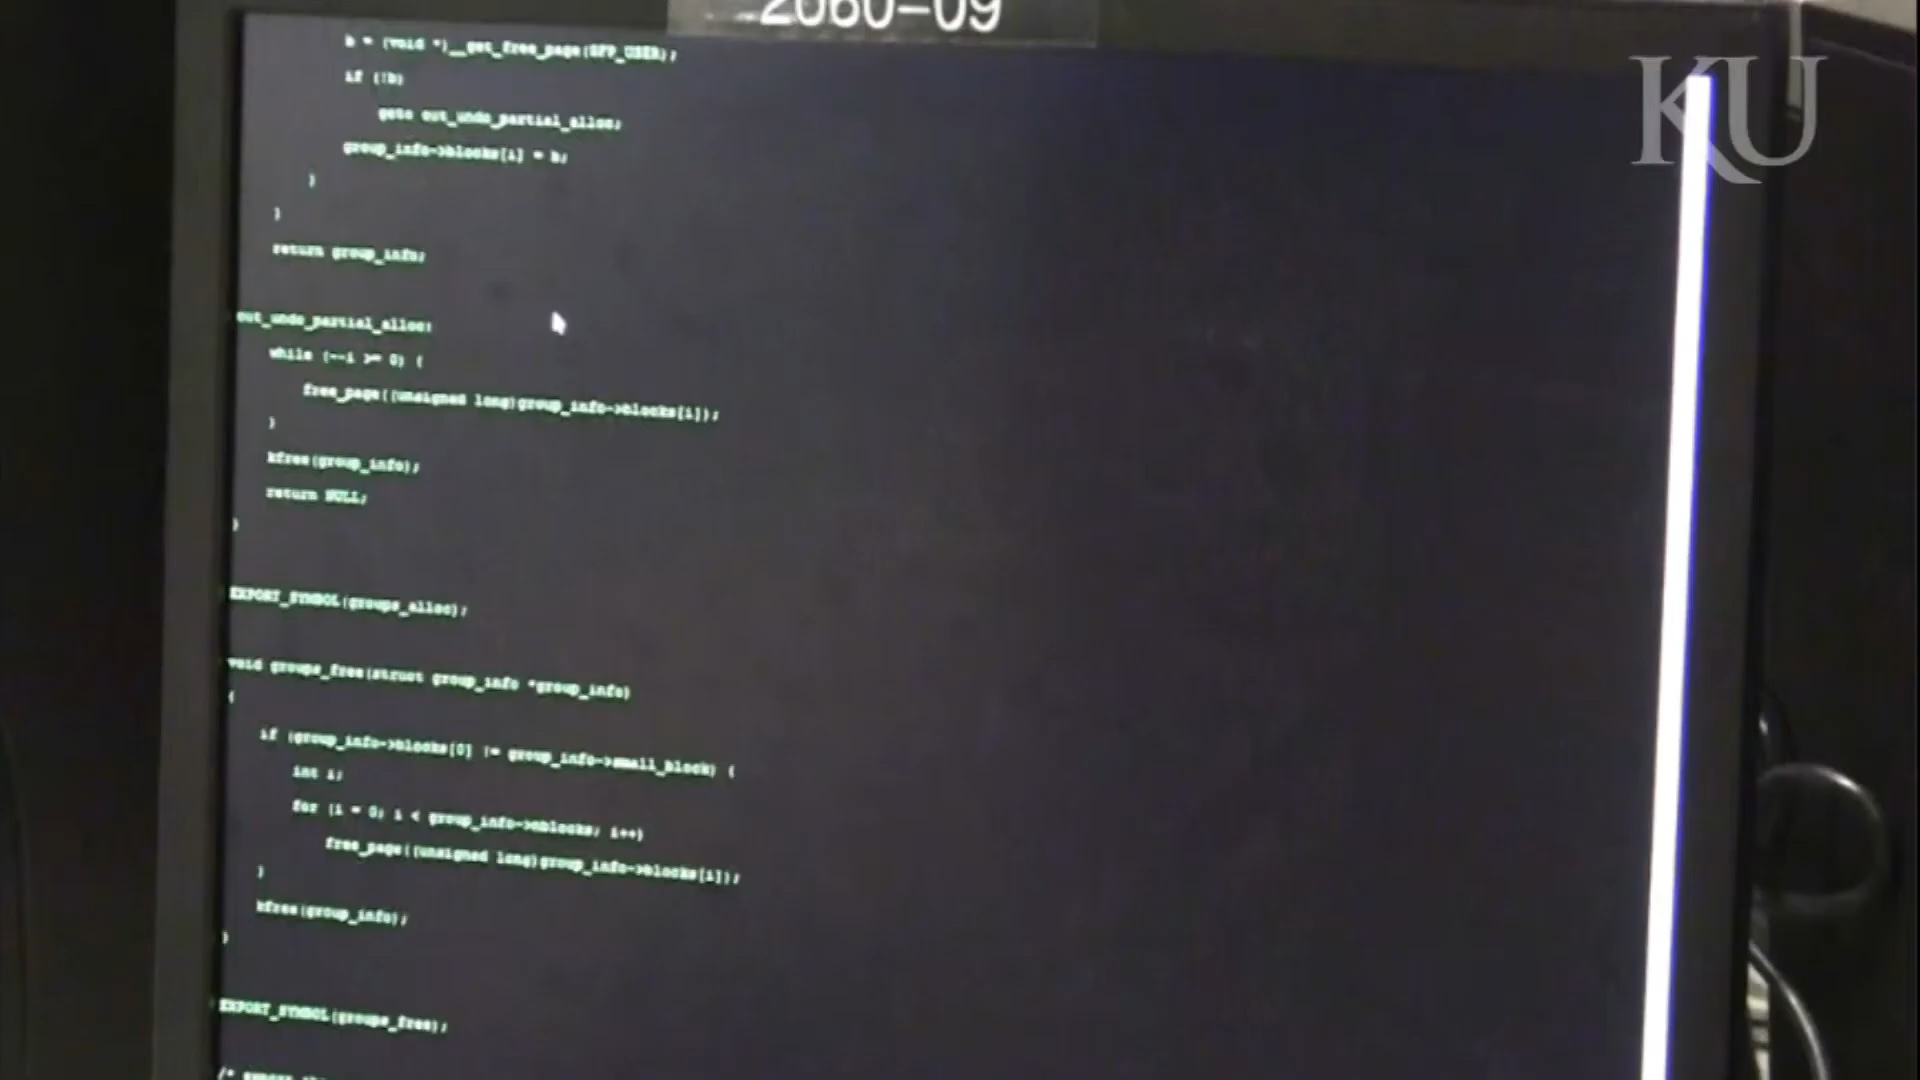 2060-09
KU
b = (void *)__get_free_page(GFP_USER);
if (!b)
goto out_undo_partial_alloc;
group_info->blocks[i] = b;
}
}
return group_info;
out_undo_partial_alloc:
while (--i >= 0) {
free_page((unsigned long)group_info->blocks[i]);
}
kfree(group_info);
return NULL;
}
EXPORT_SYMBOL(groups_alloc);
void groups_free(struct group_info *group_info)
{
if (group_info->blocks[0] != group_info->small_block) {
int i;
for (i = 0; i < group_info->nblocks; i++)
free_page((unsigned long)group_info->blocks[i]);
}
kfree(group_info);
}
EXPORT_SYMBOL(groups_free);
/*